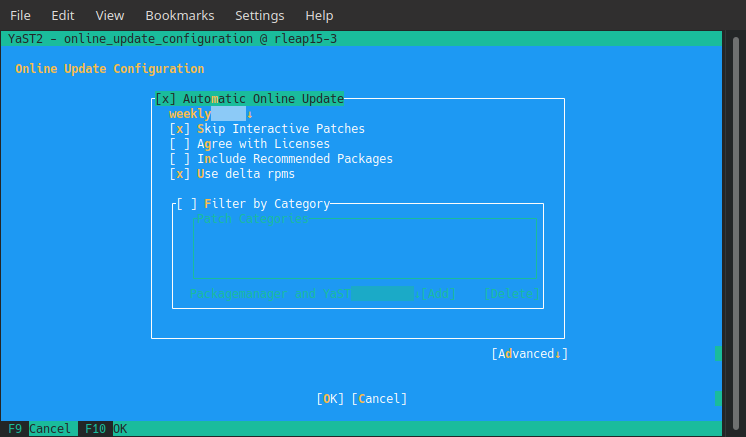 File Edit View Bookmarks Settings Help
YaST2 - online_update_configuration @ rleap15-3
Online Update Configuration
[x] Automatic Online Update
weekly ↓
[x] Skip Interactive Patches
[ ] Agree with Licenses
[ ] Include Recommended Packages
[x] Use delta rpms
[ ] Filter by Category
Patch Categories
Packagemanager and YaST ↓[Add] [Delete]
[Advanced↓]
[OK] [Cancel]
F9 Cancel F10 OK